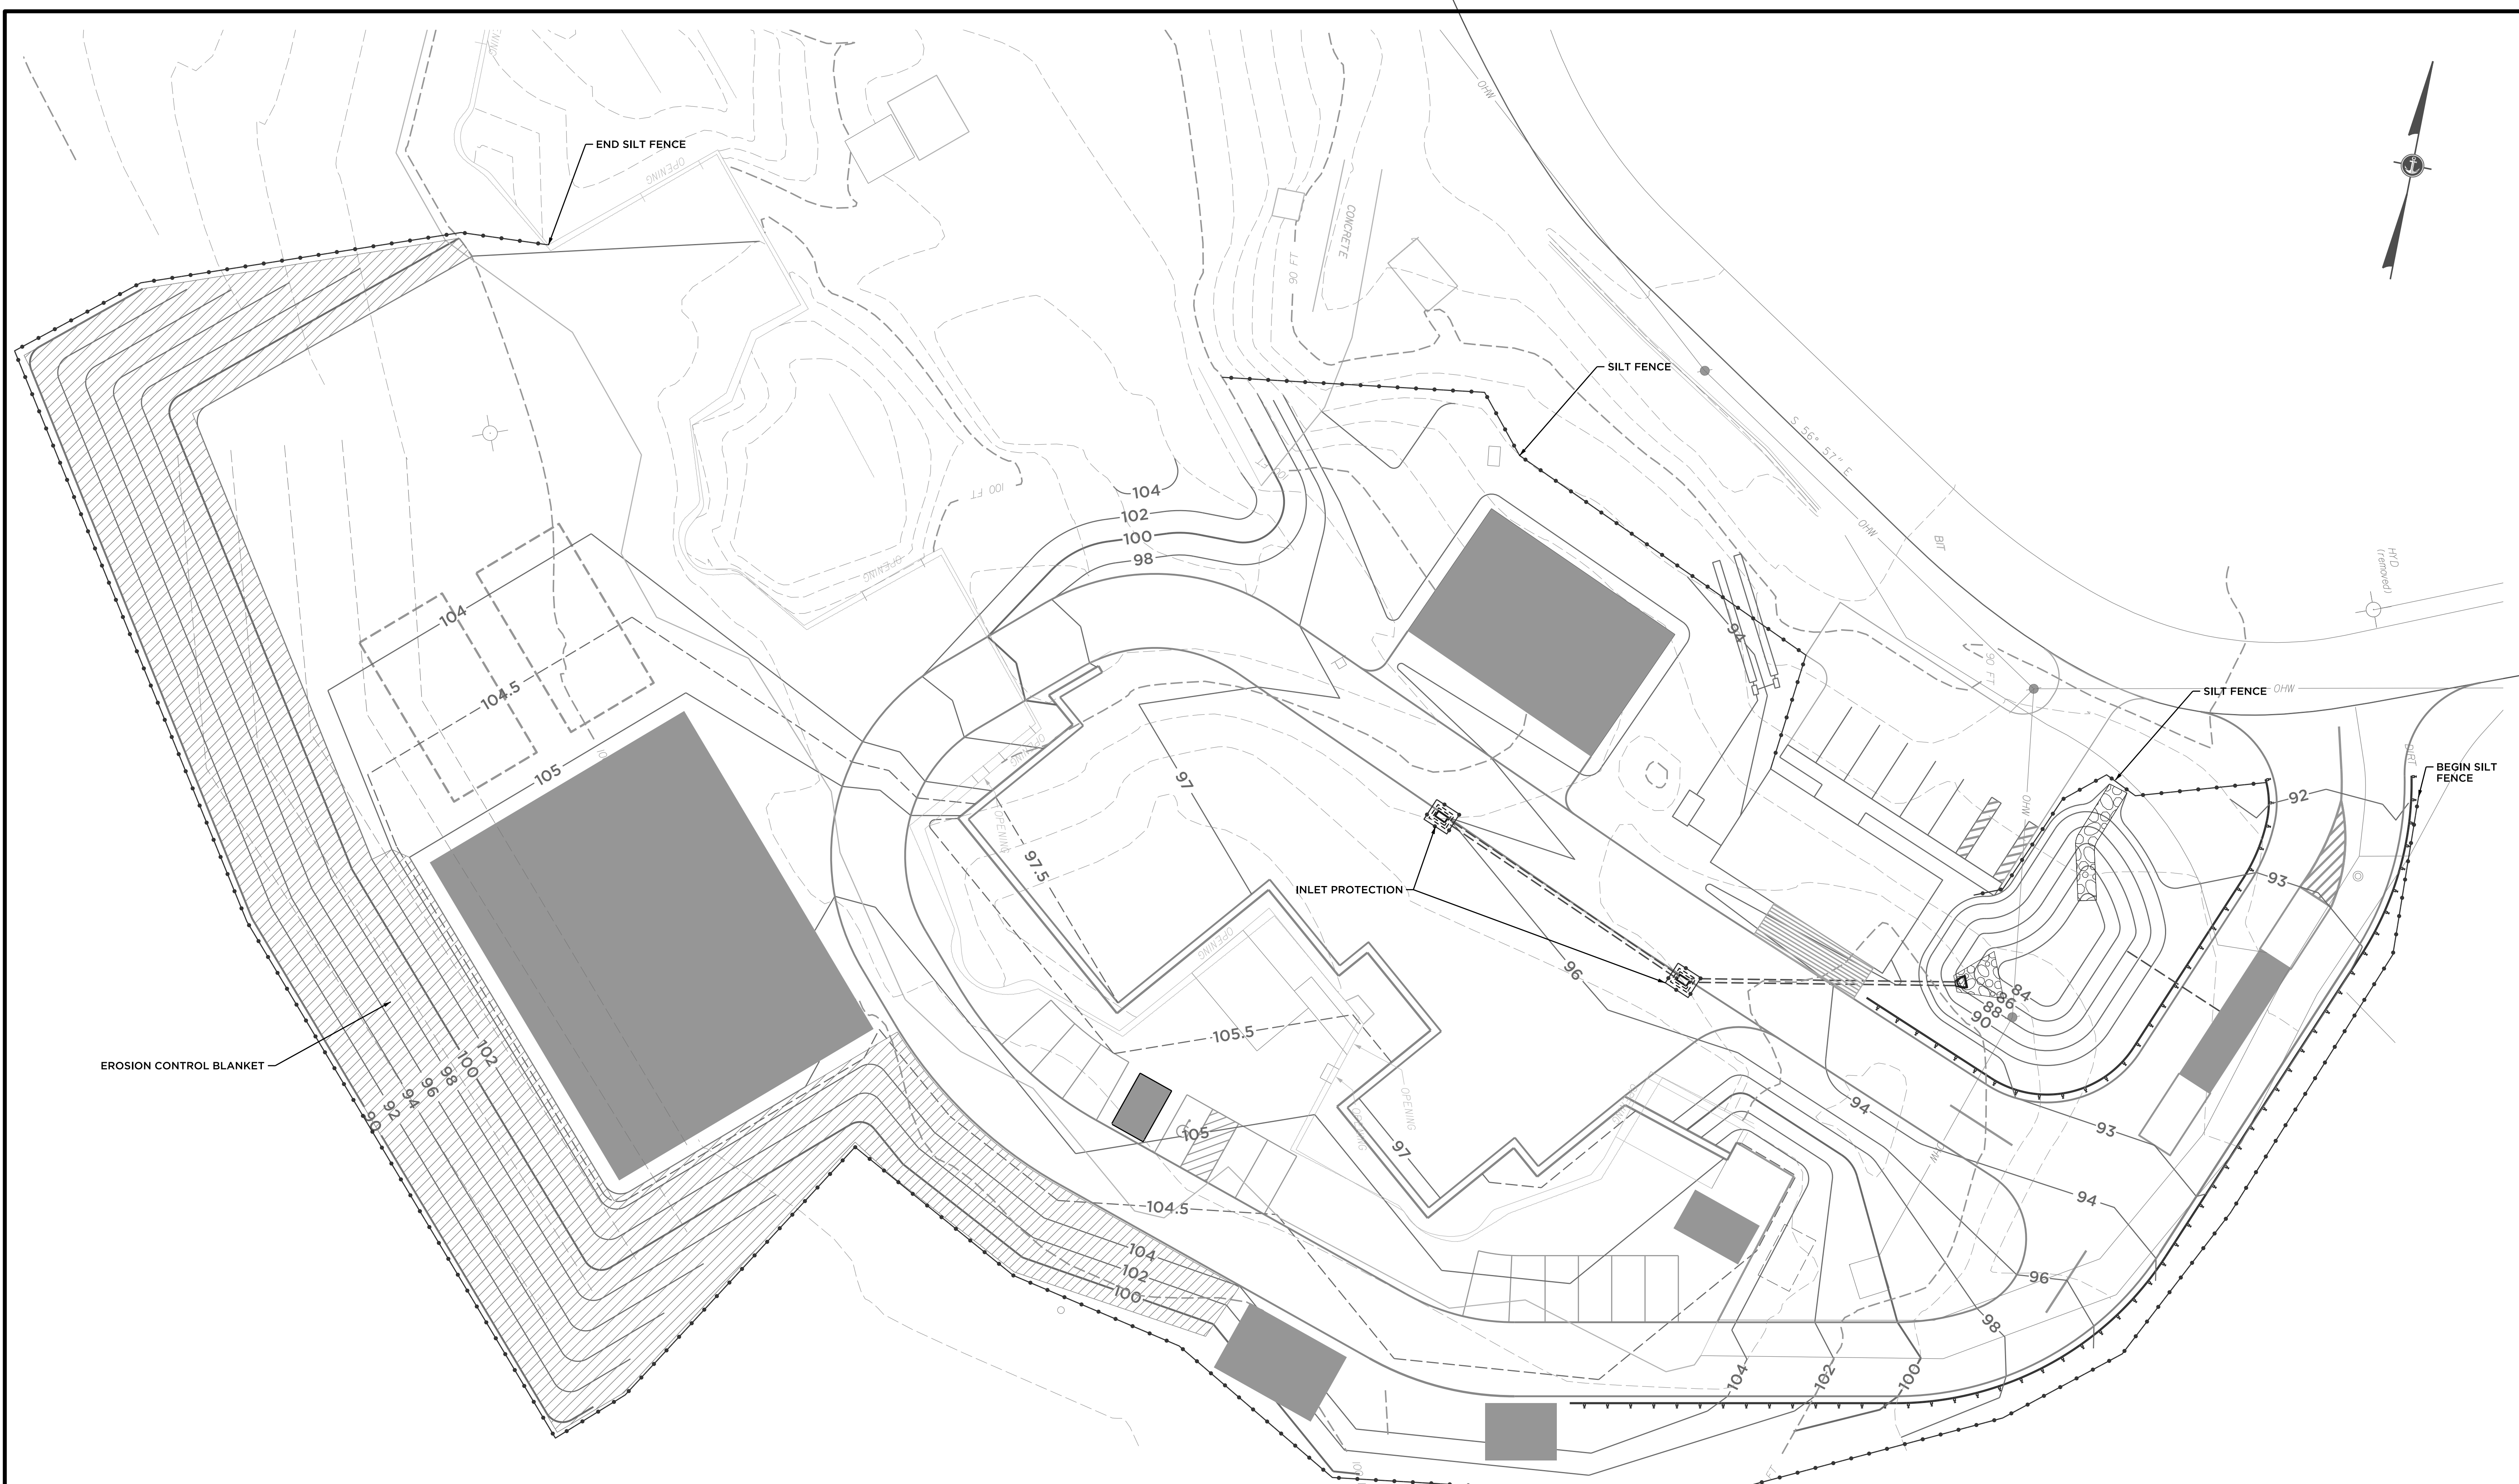 END SILT FENCE
OPENING
OHW
CONCRETE
90 FT
SILT FENCE
S 56° 57" E
OHW
BIT
HYD
(removed)
104
102
100
98
100 FT
OPENING
104
104.5
105
94
90 FT
SILT FENCE
OHW
OHW
DIRT
BEGIN SILT
FENCE
92
93
97
97.5
OPENING
OPENING
INLET PROTECTION
OPENING
96
84
86
88
90
105.5
OPENING
OPENING
105
97
94
93
94
96
98
EROSION CONTROL BLANKET
102
100
98
96
94
92
90
104.5
104
102
100
104
102
100